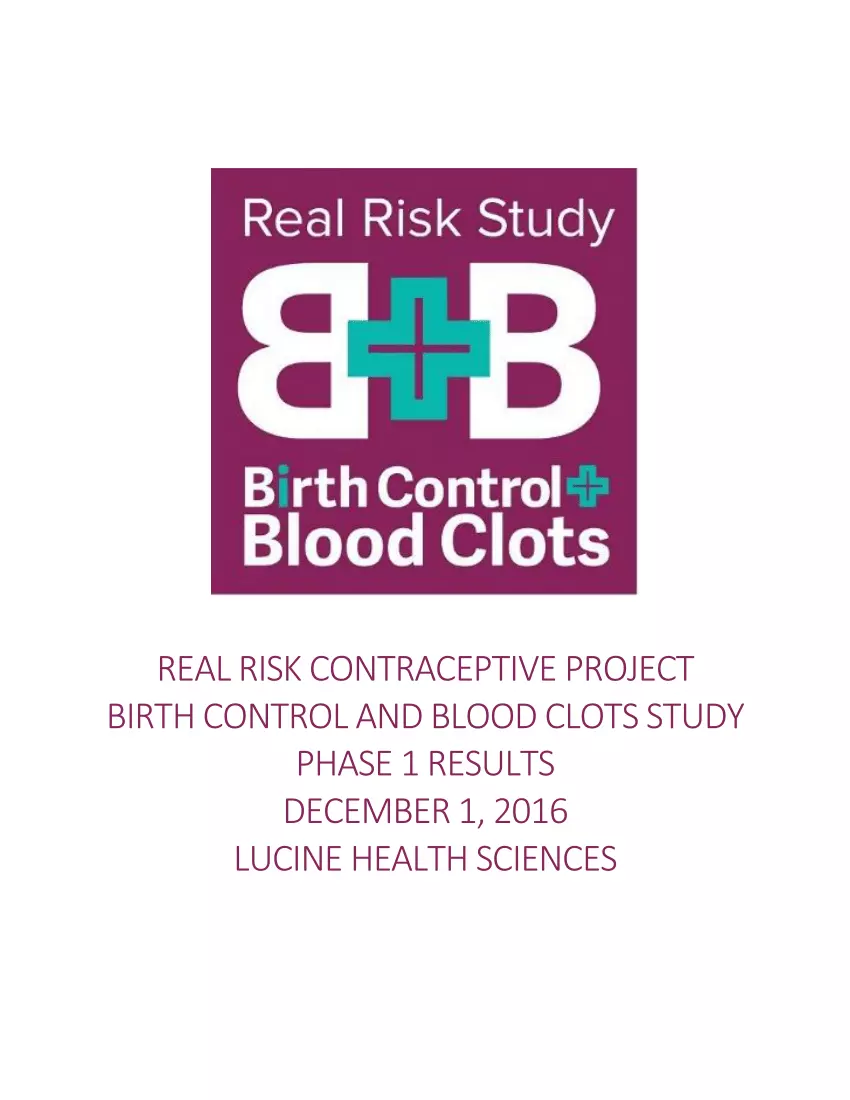 Real Risk Study
B+B
Birth Control+
Blood Clots
REAL RISK CONTRACEPTIVE PROJECT
BIRTH CONTROL AND BLOOD CLOTS STUDY
PHASE 1 RESULTS
DECEMBER 1, 2016
LUCINE HEALTH SCIENCES